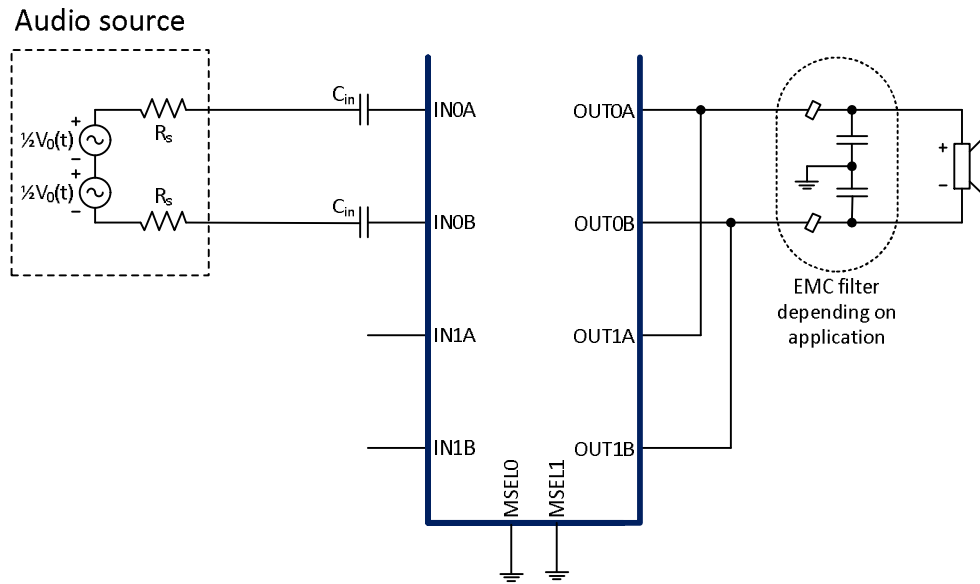 Audio source
+
½V₀(t)
−
+
½V₀(t)
−
Rₛ
Rₛ
Cᵢₙ
Cᵢₙ
IN0A
IN0B
IN1A
IN1B
MSEL0
MSEL1
OUT0A
OUT0B
OUT1A
OUT1B
+
−
EMC filter
depending on
application